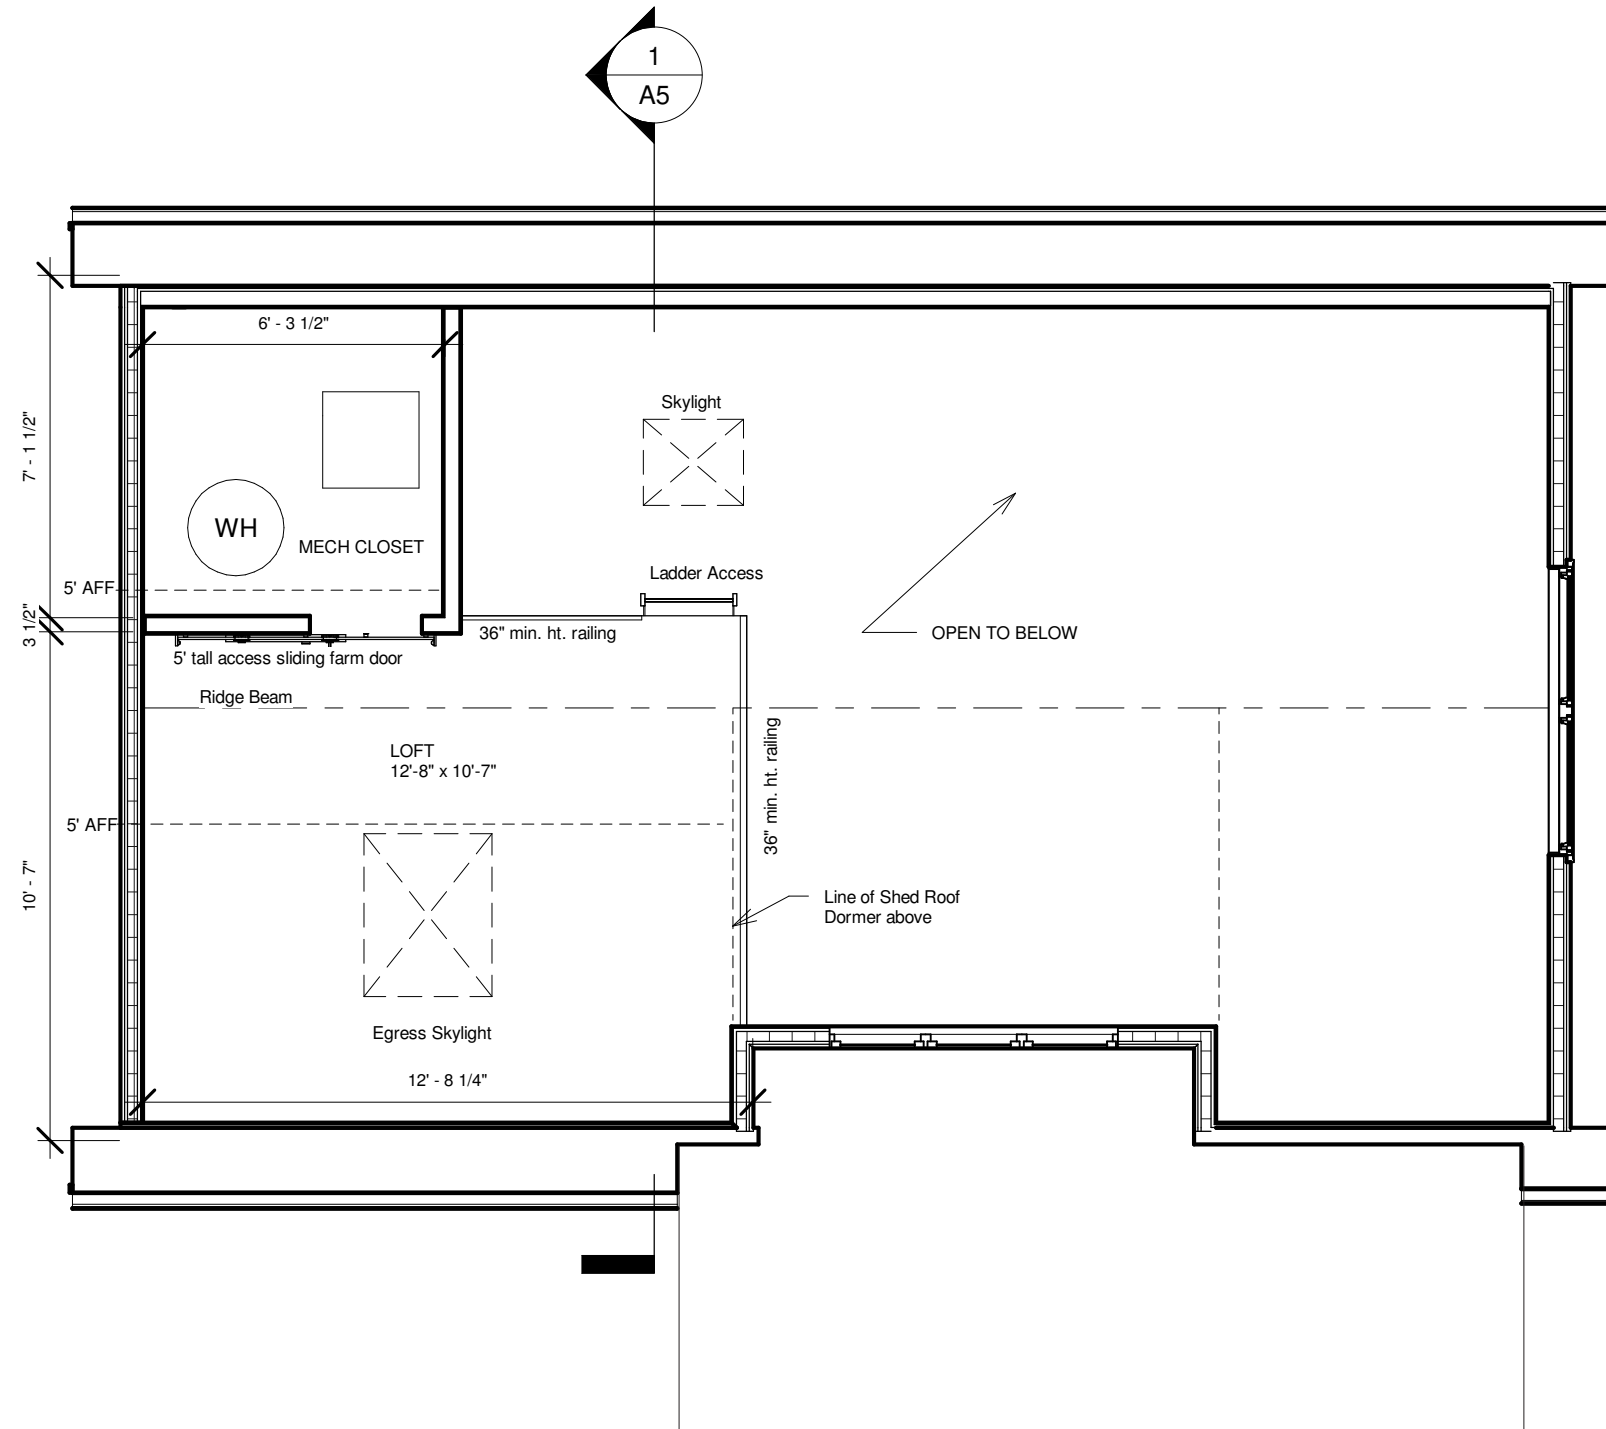 1
A5
6' - 3 1/2"
7' - 1 1/2"
Skylight
WH
MECH CLOSET
Ladder Access
5' AFF
3 1/2"
36" min. ht. railing
OPEN TO BELOW
5' tall access sliding farm door
Ridge Beam
LOFT
12'-8" x 10'-7"
36" min. ht. railing
5' AFF
10' - 7"
Line of Shed Roof
Dormer above
Egress Skylight
12' - 8 1/4"